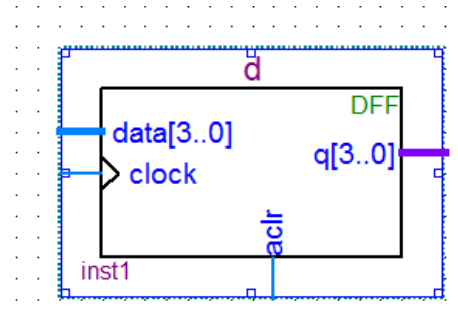 d
DFF
data[3..0]
q[3..0]
clock
aclr
inst1